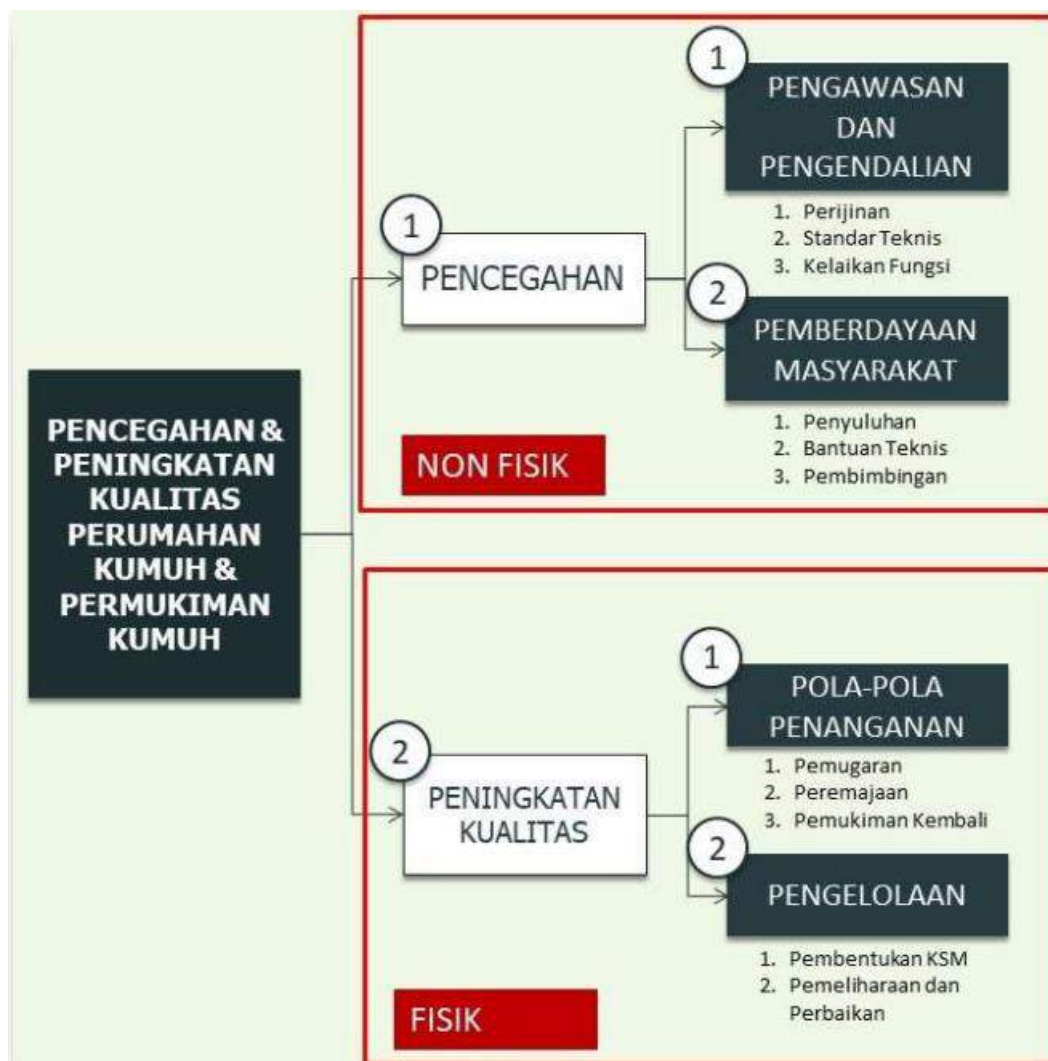 PENCEGAHAN &
PENINGKATAN
KUALITAS
PERUMAHAN
KUMUH &
PERMUKIMAN
KUMUH
1
PENCEGAHAN
NON FISIK
1
PENGAWASAN
DAN
PENGENDALIAN
1. Perijinan
2. Standar Teknis
3. Kelaikan Fungsi
2
PEMBERDAYAAN
MASYARAKAT
1. Penyuluhan
2. Bantuan Teknis
3. Pembimbingan
2
PENINGKATAN
KUALITAS
FISIK
1
POLA-POLA
PENANGANAN
1. Pemugaran
2. Peremajaan
3. Pemukiman Kembali
2
PENGELOLAAN
1. Pembentukan KSM
2. Pemeliharaan dan
Perbaikan